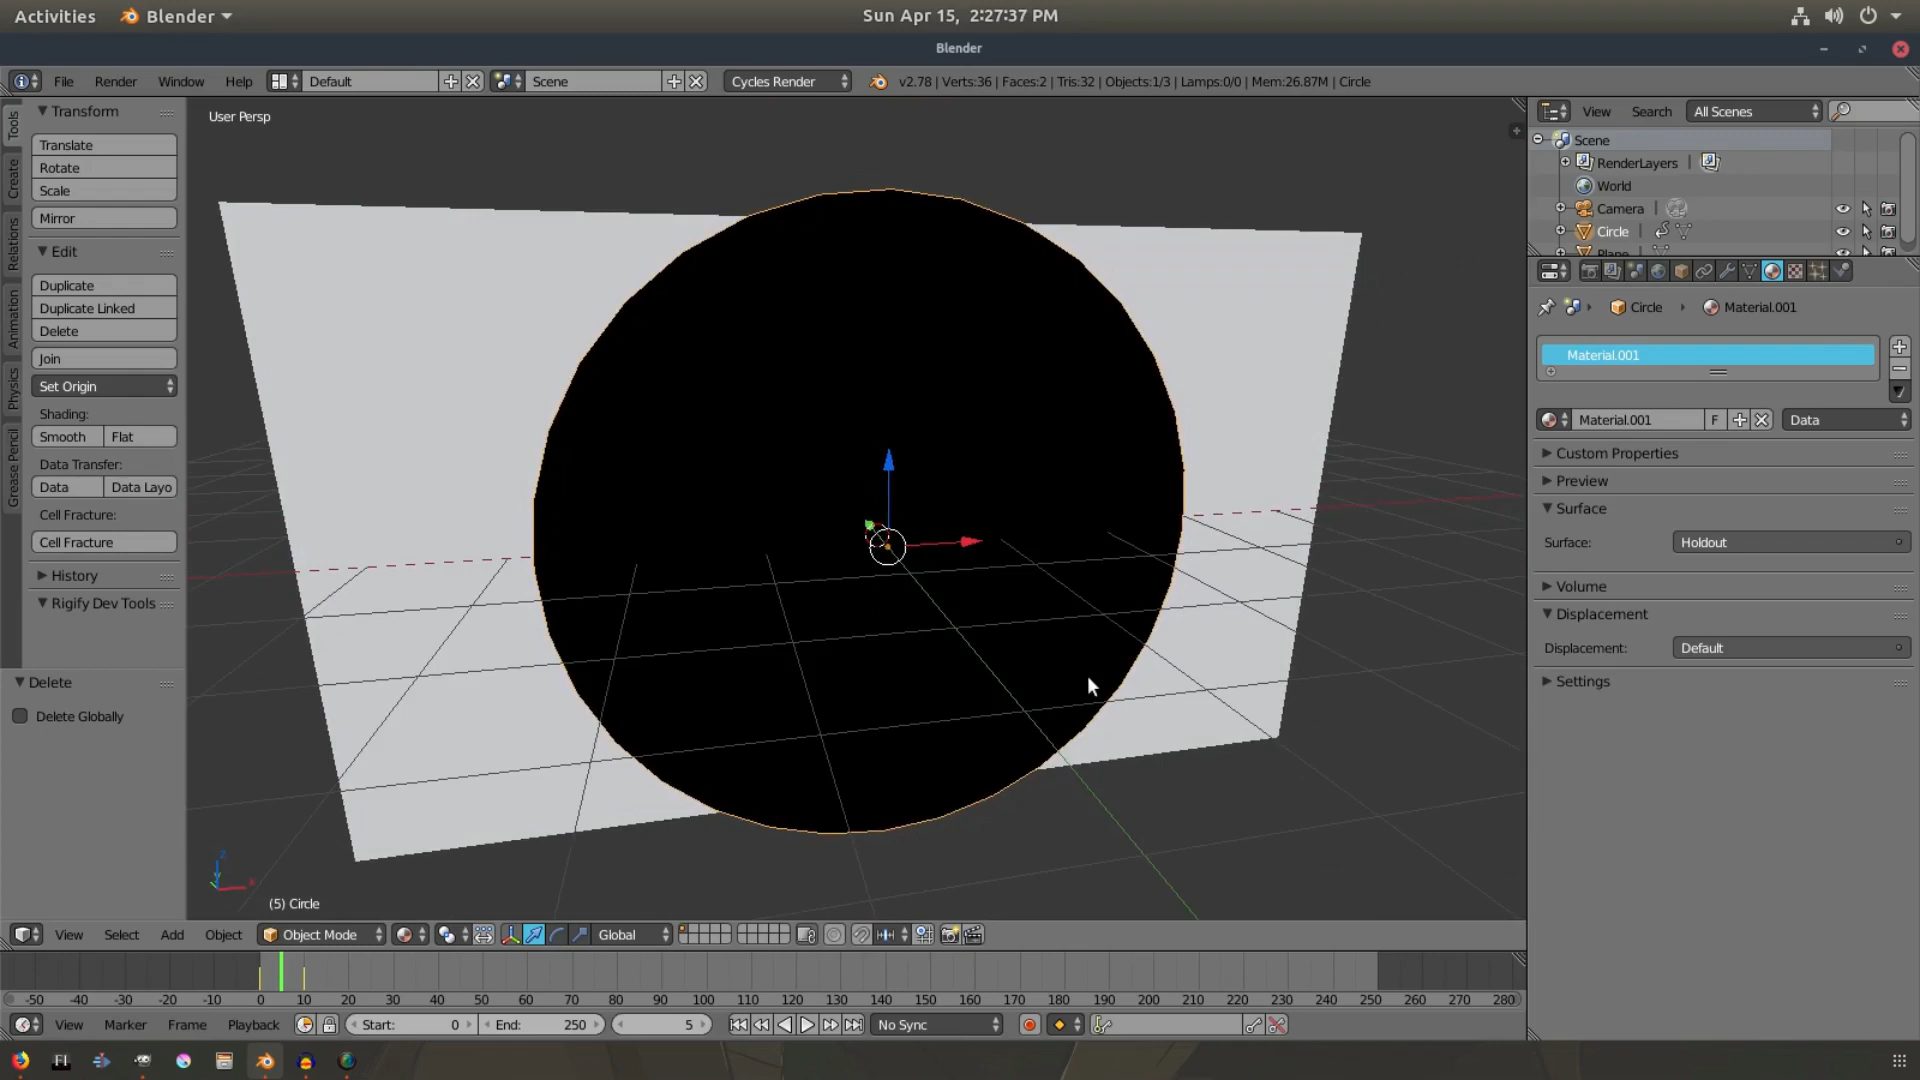 Activities Blender Sun Apr 15, 2:27:37 PM
Blender
File Render Window Help Default Scene Cycles Render v2.78 | Verts:36 | Faces:2 | Tris:32 | Objects:1/3 | Lamps:0/0 | Mem:26.87M | Circle
Tools
Create
Relations
Animation
Physics
Grease Pencil
Transform
Translate
Rotate
Scale
Mirror
Edit
Duplicate
Duplicate Linked
Delete
Join
Set Origin
Shading:
Smooth Flat
Data Transfer:
Data Data Layo
Cell Fracture:
Cell Fracture
History
Rigify Dev Tools
Delete
Delete Globally
User Persp
(5) Circle
View Select Add Object Object Mode Global
-50 -40 -30 -20 -10 0 10 20 30 40 50 60 70 80 90 100 110 120 130 140 150 160 170 180 190 200 210 220 230 240 250 260 270 280
View Marker Frame Playback Start: 0 End: 250 5 No Sync
View Search All Scenes
Scene
RenderLayers |
World
Camera |
Circle |
Plane
Circle Material.001
Material.001
Material.001 F Data
Custom Properties
Preview
Surface
Surface: Holdout
Volume
Displacement
Displacement: Default
Settings
FI